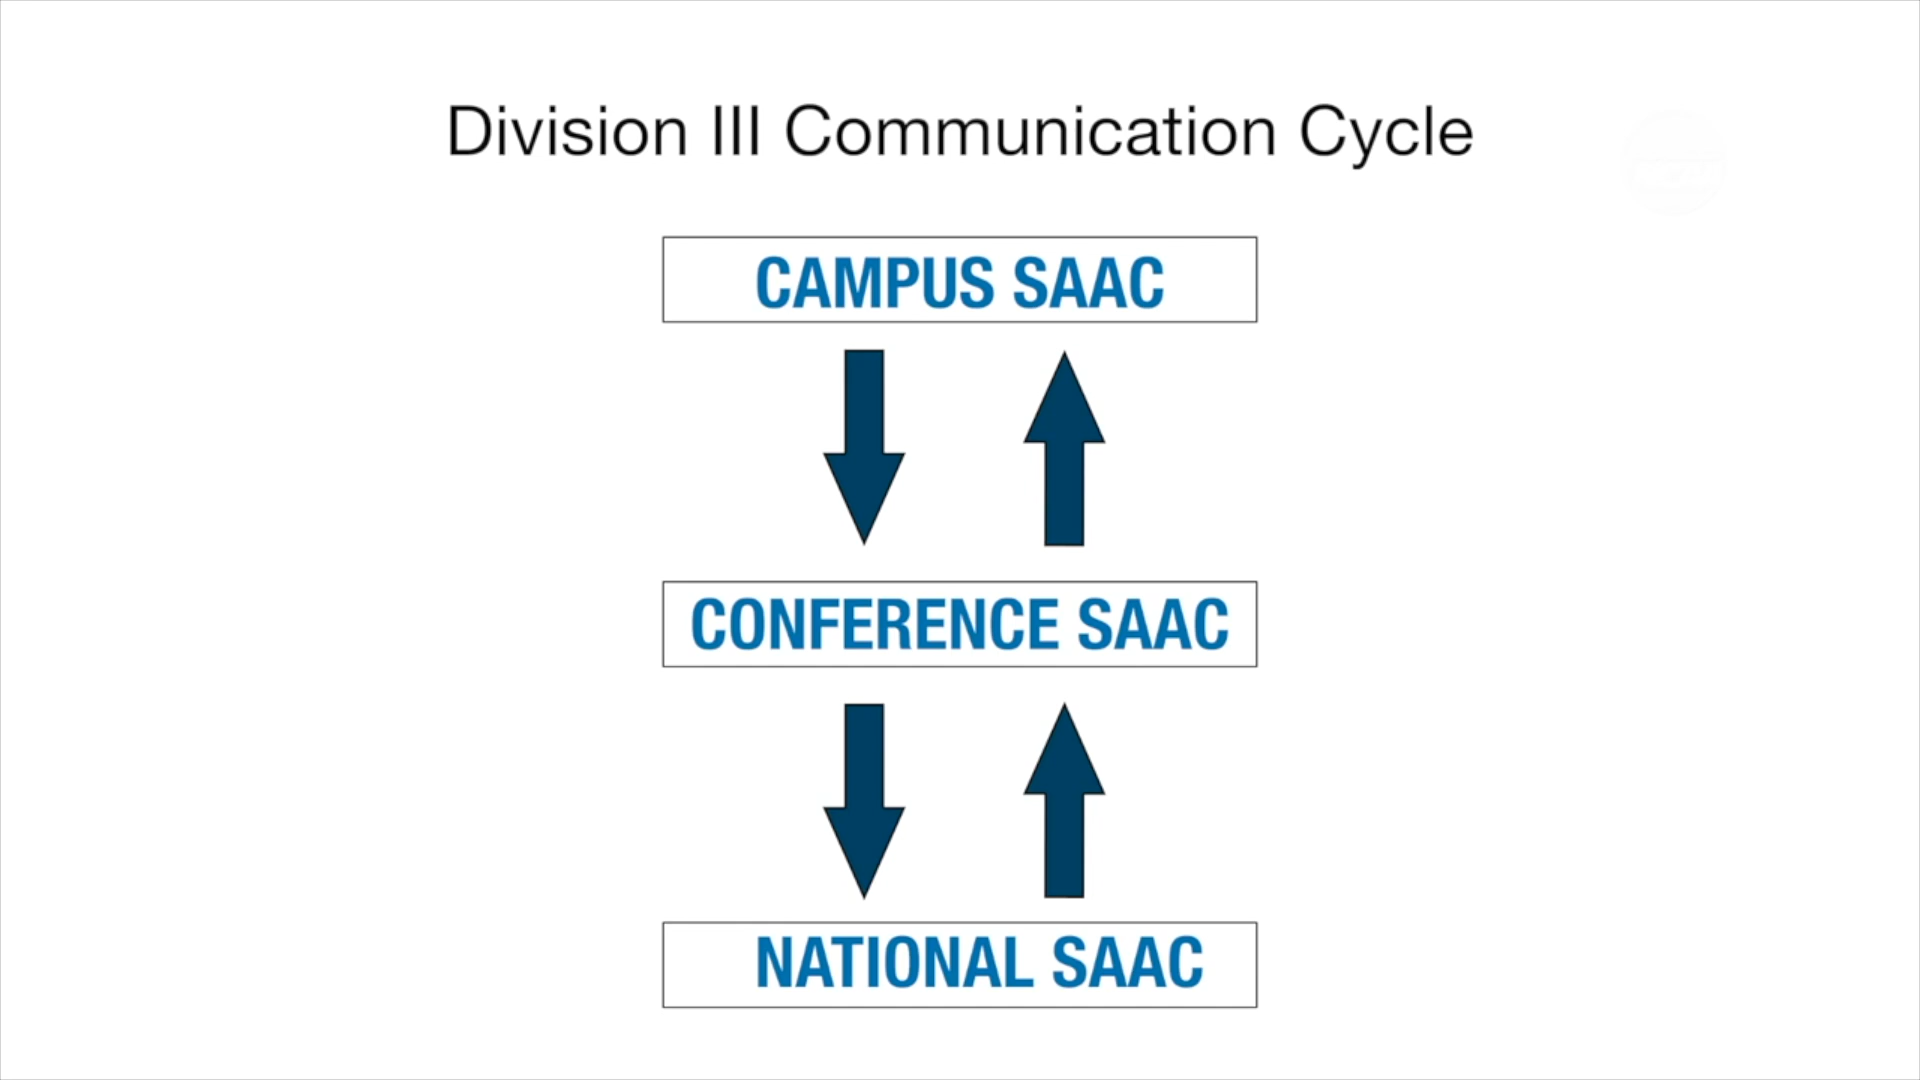 Division III Communication Cycle
CAMPUS SAAC
CONFERENCE SAAC
NATIONAL SAAC